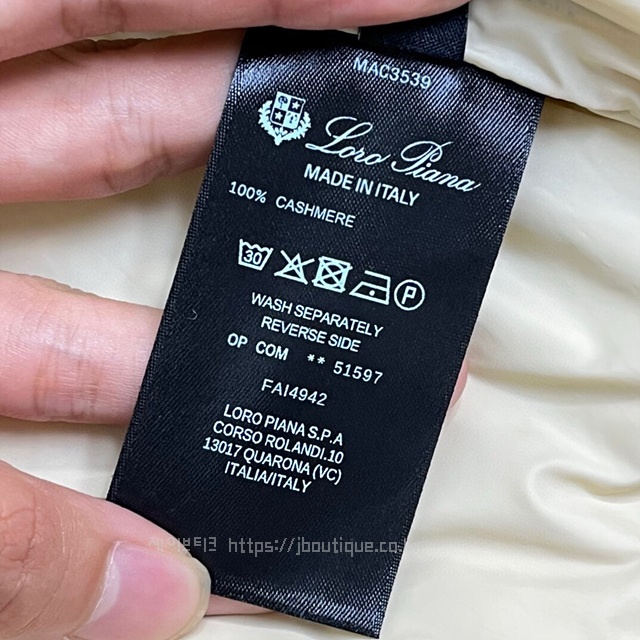 MAC3539
Loro Piana
MADE IN ITALY
100% CASHMERE
30 P
WASH SEPARATELY
REVERSE SIDE
OP COM ** 51597
FAI4942
LORO PIANA S.P.A
CORSO ROLANDI.10
13017 QUARONA (VC)
ITALIA/ITALY
https://jboutique.co